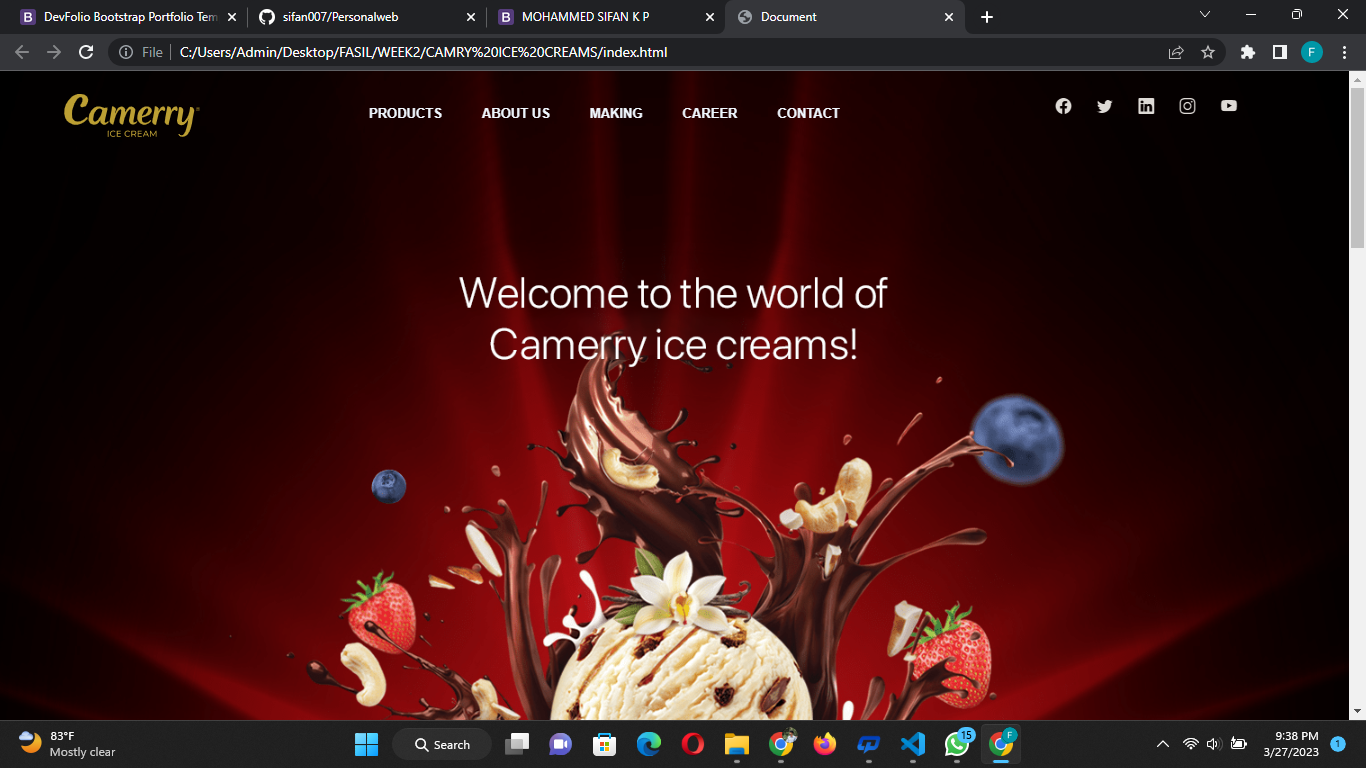 DevFolio Bootstrap Portfolio Tem
sifan007/Personalweb
MOHAMMED SIFAN K P
Document
File
C:/Users/Admin/Desktop/FASIL/WEEK2/CAMRY%20ICE%20CREAMS/index.html
F
Camerry®
ICE CREAM
PRODUCTS
ABOUT US
MAKING
CAREER
CONTACT
Welcome to the world of
Camerry ice creams!
83°F
Mostly clear
Search
15
F
9:38 PM
3/27/2023
1